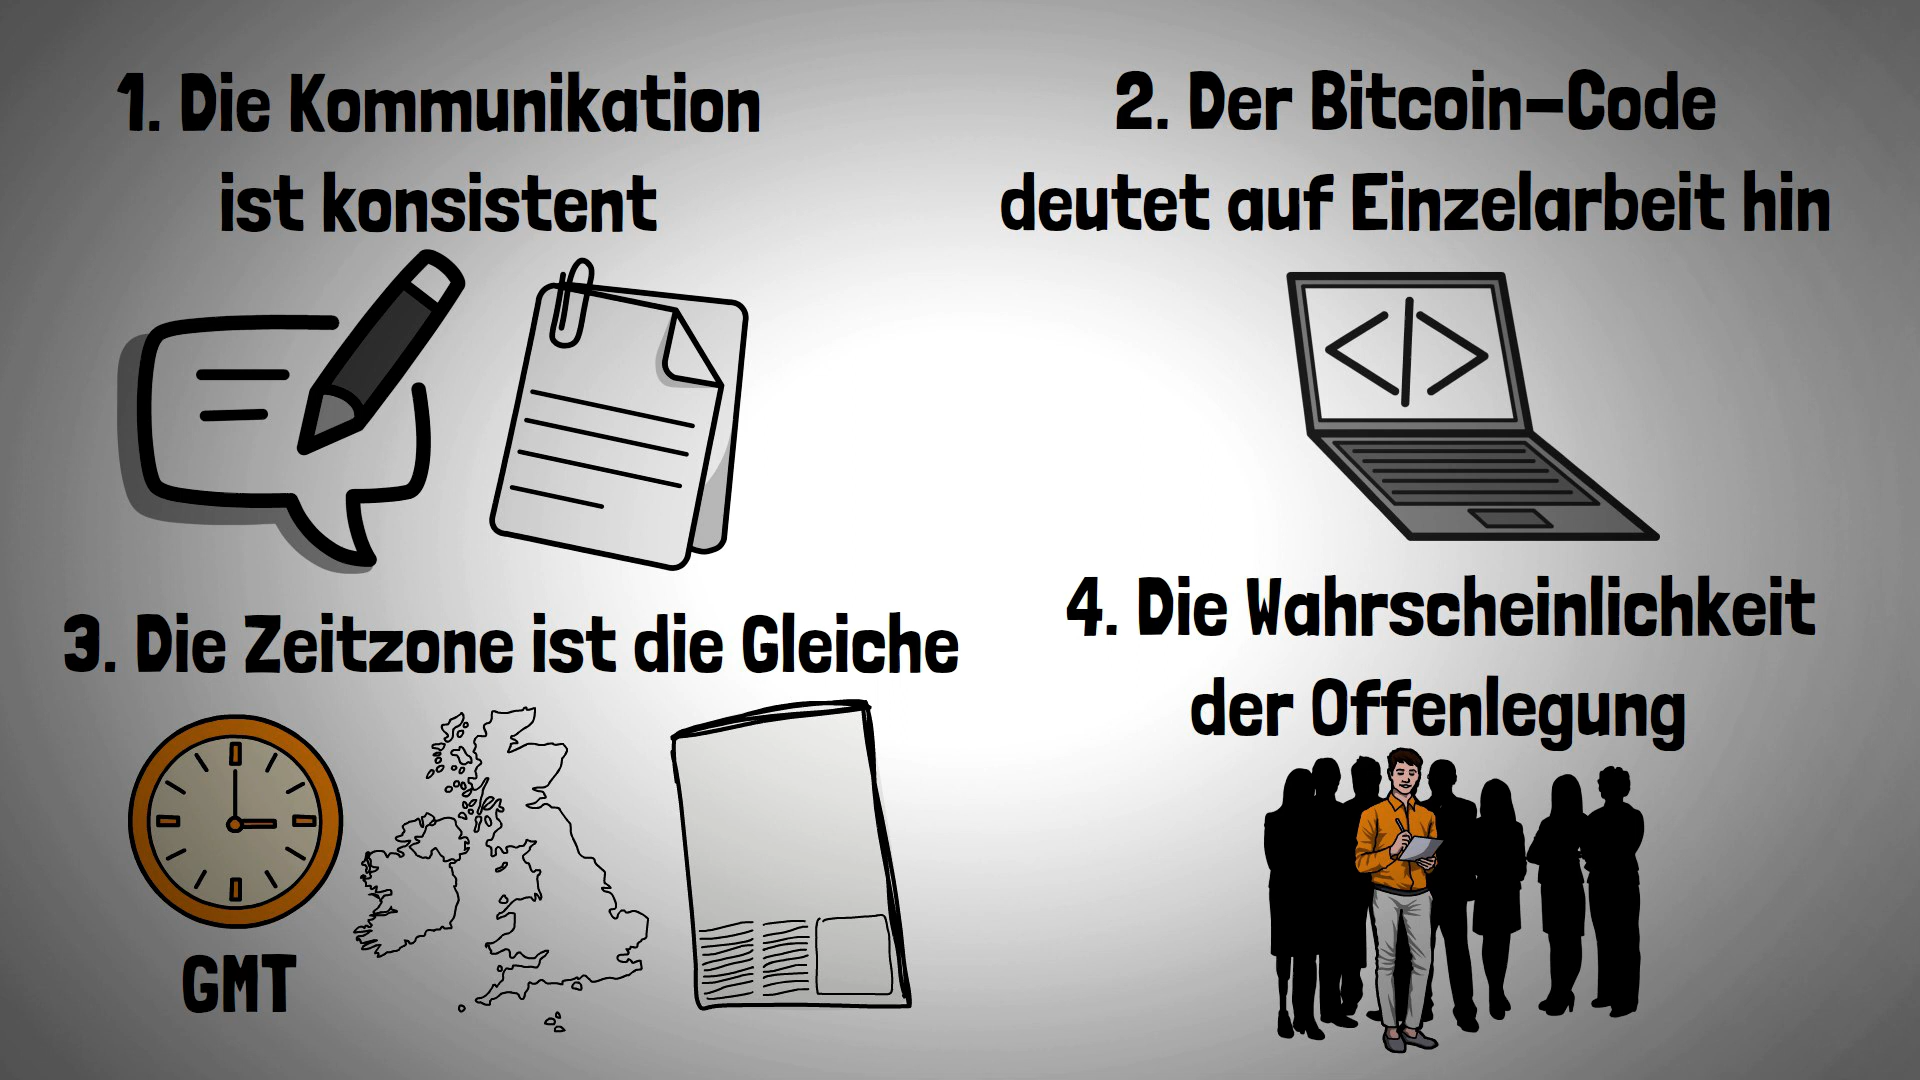 1. Die Kommunikation
ist konsistent
2. Der Bitcoin-Code
deutet auf Einzelarbeit hin
3. Die Zeitzone ist die Gleiche
GMT
4. Die Wahrscheinlichkeit
der Offenlegung